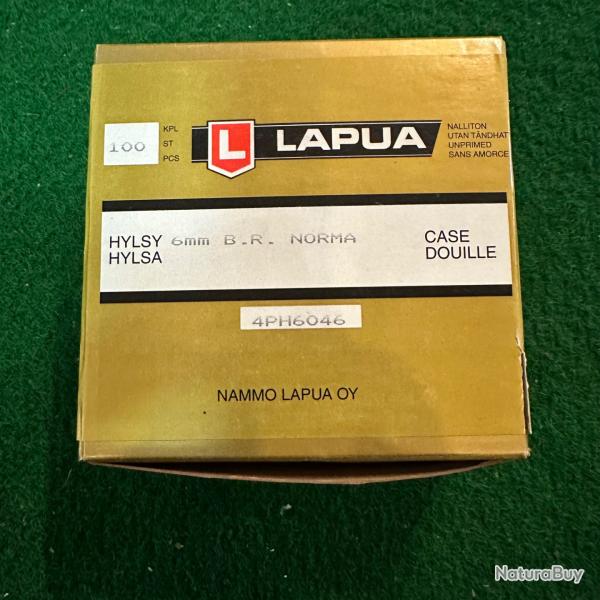 100
KPL
ST
PCS
L LAPUA
NALLITON
UTAN TÄNDHAT
UNPRIMED
SANS AMORCE
HYLSY 6mm B.R. NORMA
HYLSA
CASE
DOUILLE
4PH6046
NAMMO LAPUA OY
NaturaBuy